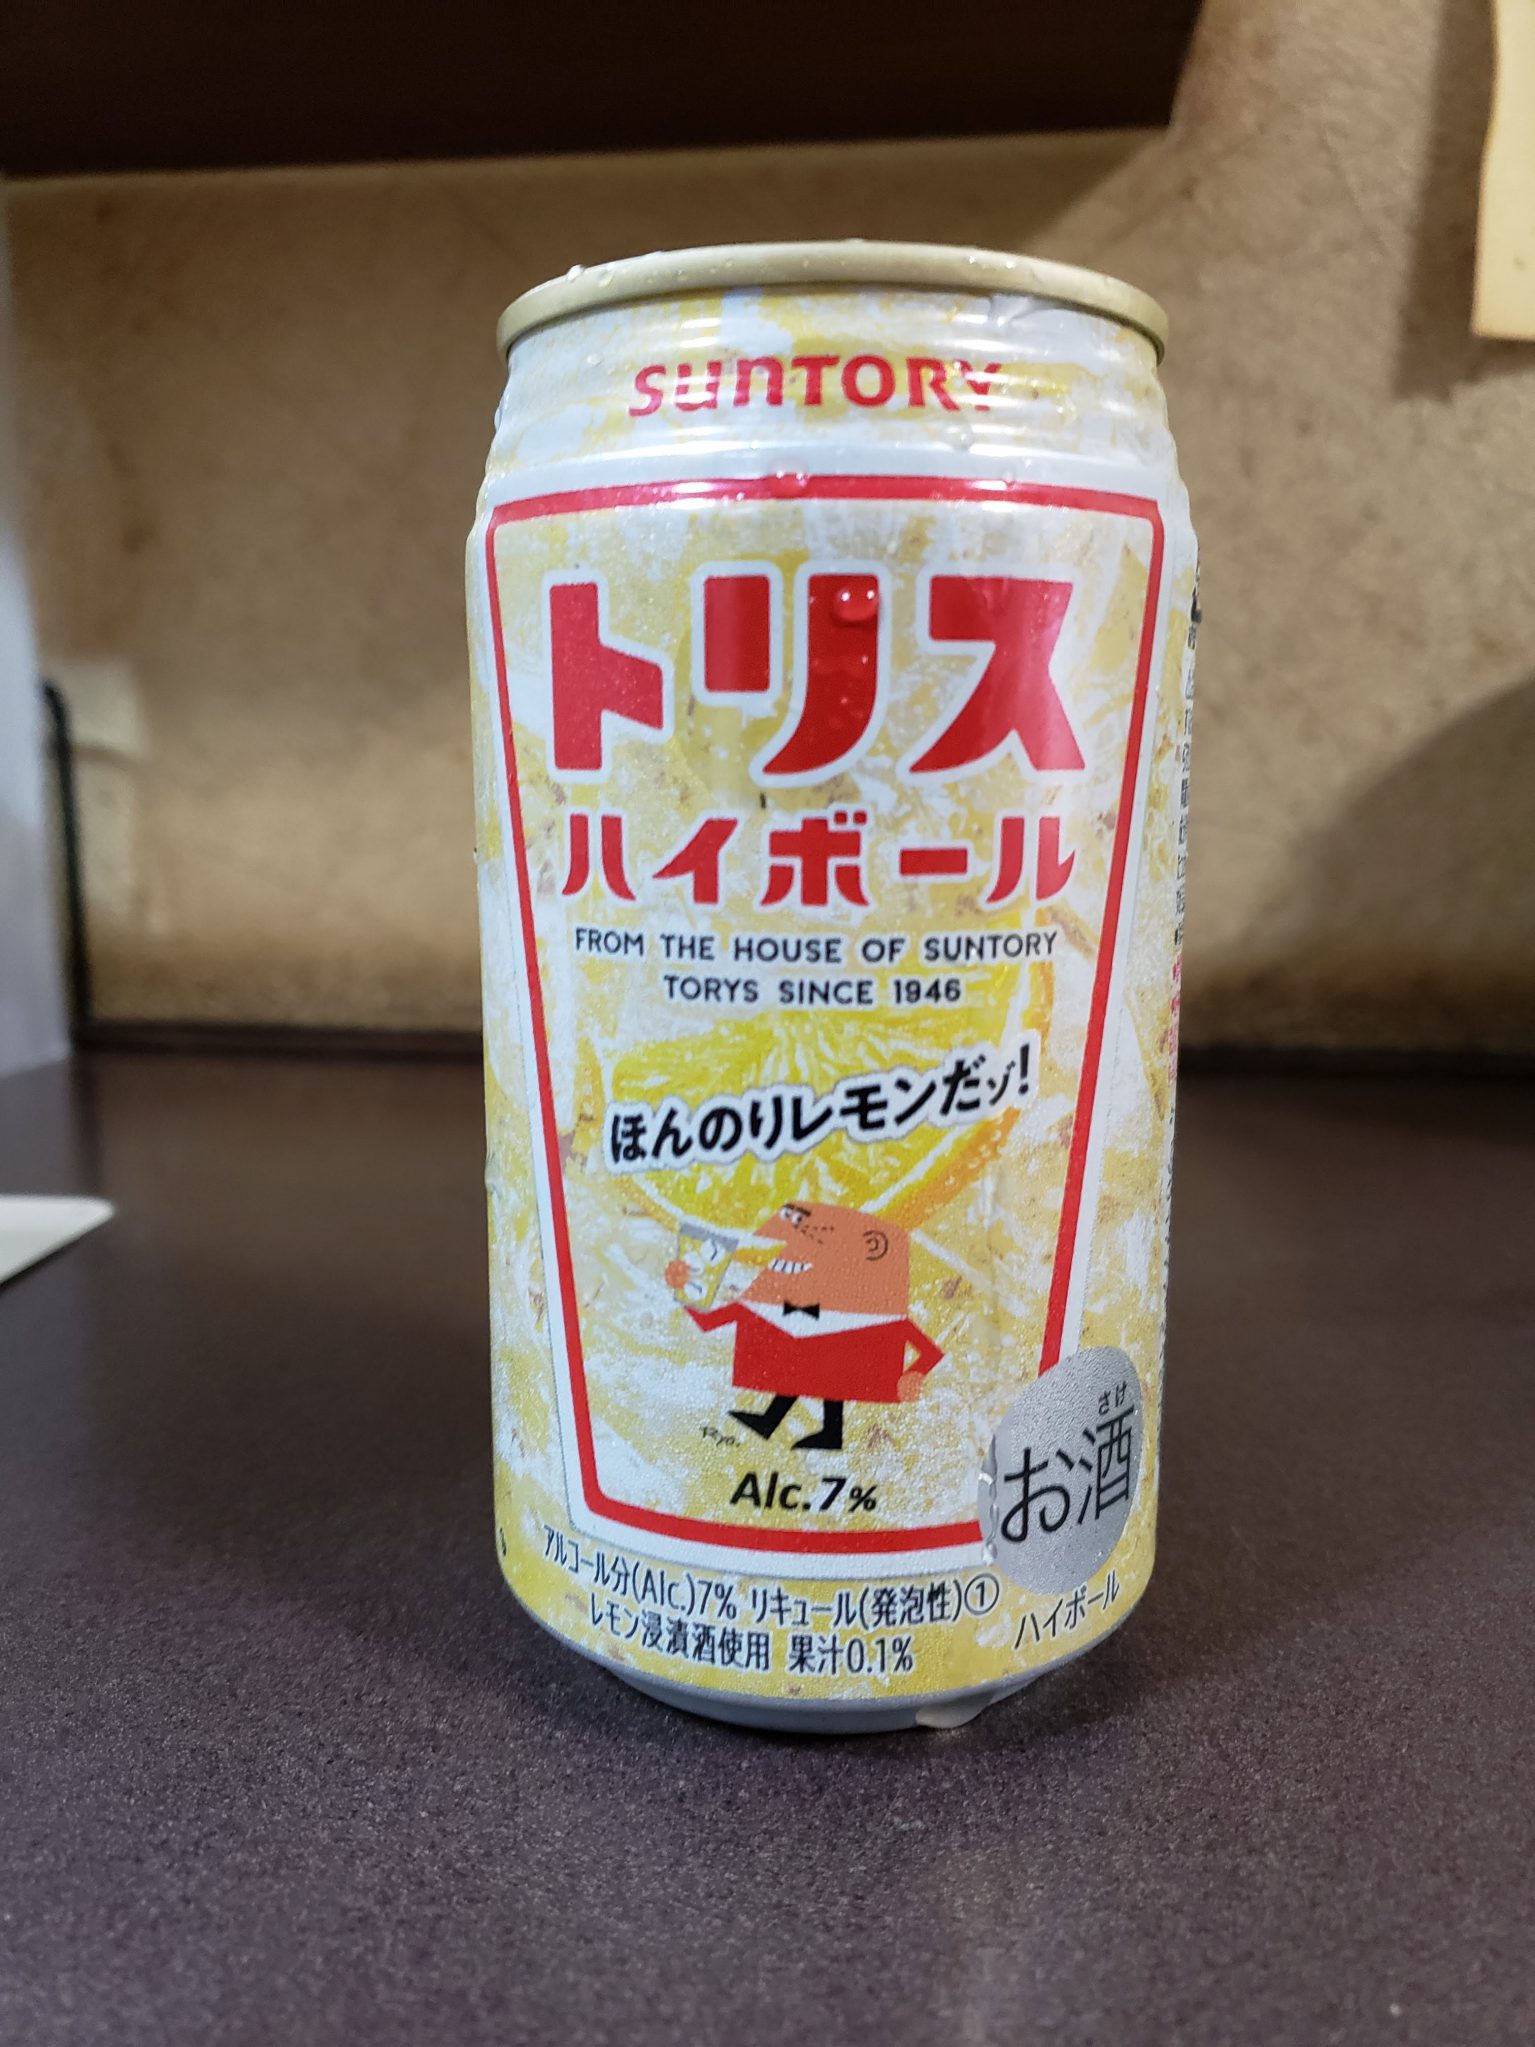 SUNTORY
トリス
ハイボール
FROM THE HOUSE OF SUNTORY
TORYS SINCE 1946
ほんのりレモンだゾ!
Ryo.
Alc.7%
さけ
お酒
アルコール分(Alc.)7% リキュール(発泡性)①
レモン浸漬酒使用 果汁0.1%
ハイボール